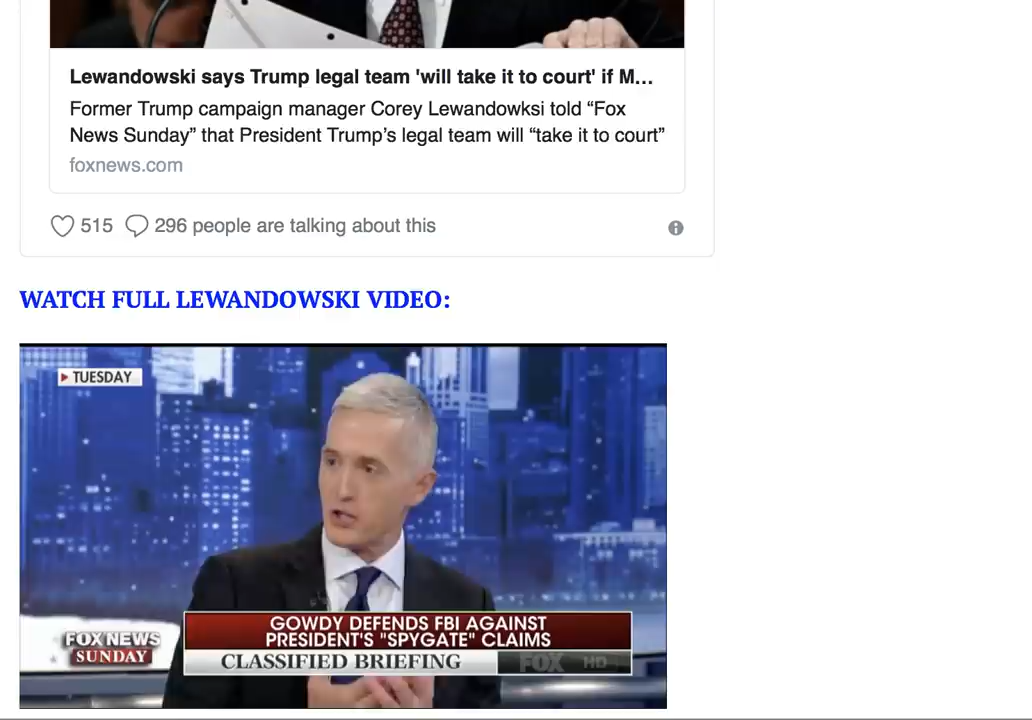 Lewandowski says Trump legal team 'will take it to court' if M...
Former Trump campaign manager Corey Lewandowksi told “Fox
News Sunday” that President Trump’s legal team will “take it to court”
foxnews.com
515 296 people are talking about this
WATCH FULL LEWANDOWSKI VIDEO:
TUESDAY
GOWDY DEFENDS FBI AGAINST
PRESIDENT'S "SPYGATE" CLAIMS
FOX NEWS
SUNDAY
CLASSIFIED BRIEFING
FOX HD